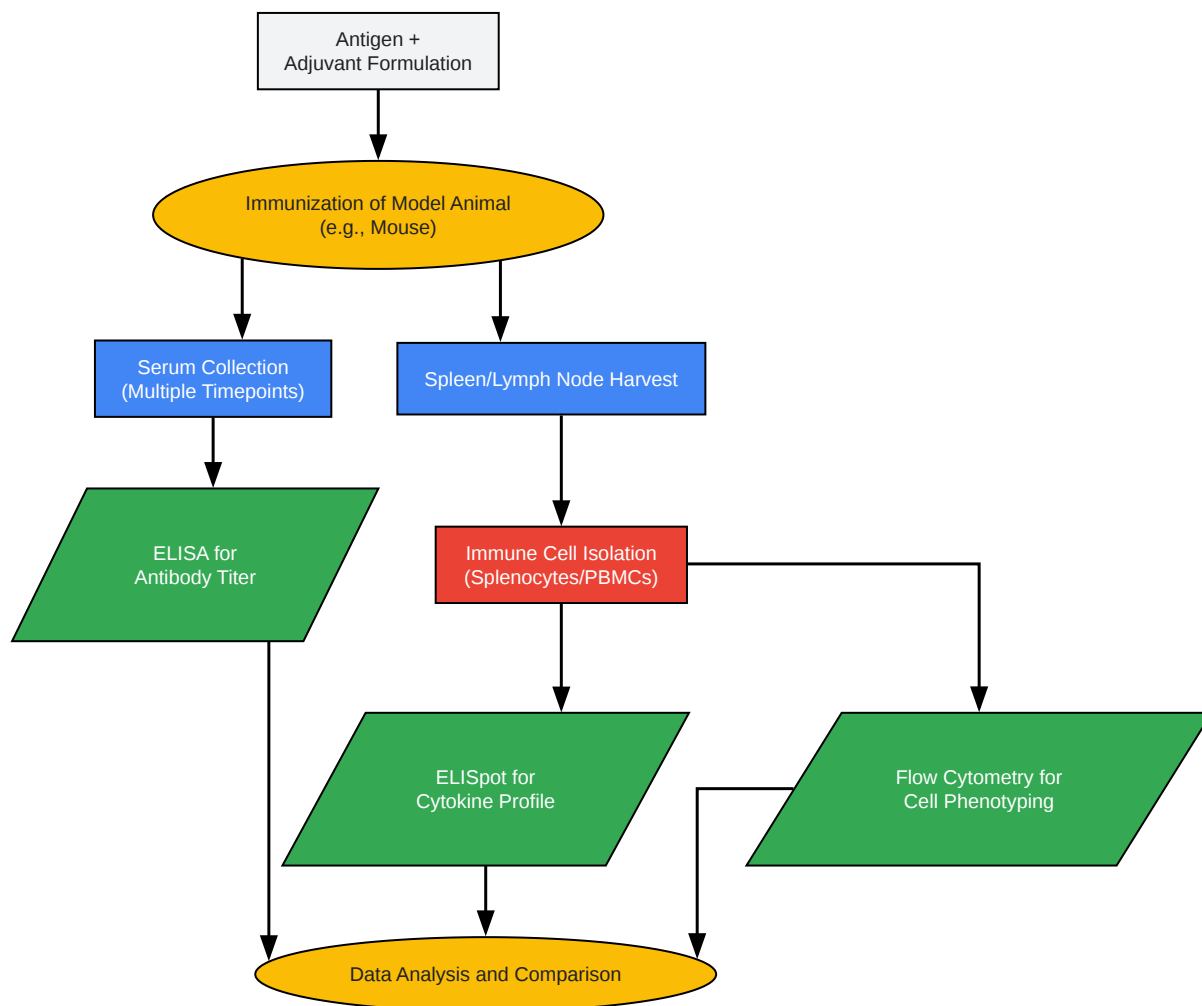 Antigen +
Adjuvant Formulation
Immunization of Model Animal
(e.g., Mouse)
Serum Collection
(Multiple Timepoints)
Spleen/Lymph Node Harvest
ELISA for
Antibody Titer
Immune Cell Isolation
(Splenocytes/PBMCs)
ELISpot for
Cytokine Profile
Flow Cytometry for
Cell Phenotyping
Data Analysis and Comparison